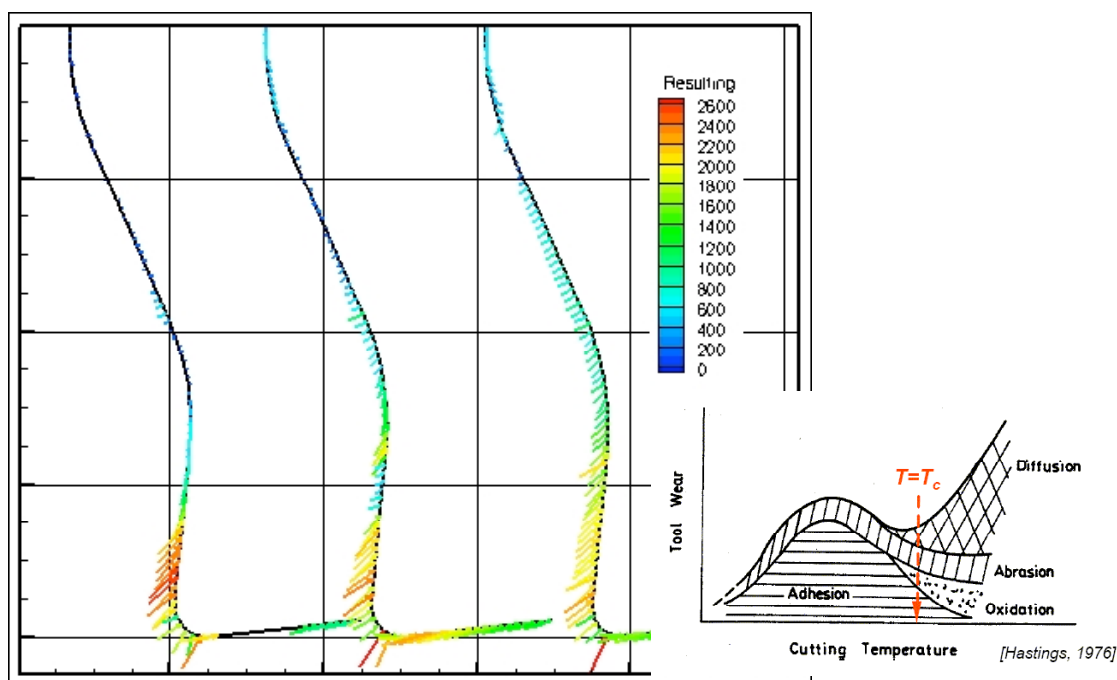 Resulting
2600
2400
2200
2000
1800
1600
1400
1200
1000
800
600
400
200
0
T=Tc
Tool Wear
Diffusion
Abrasion
Adhesion
Oxidation
Cutting Temperature
[Hastings, 1976]